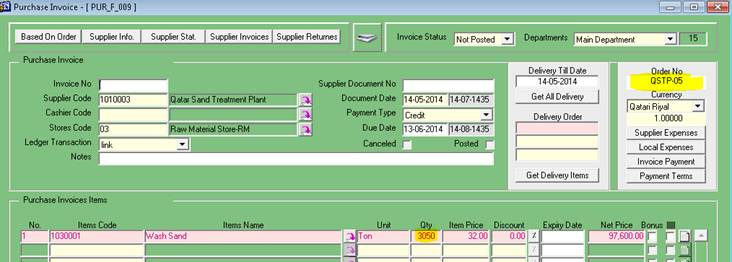 Purchase Invoice - [ PUR_F_009 ]
Based On Order Supplier Info. Supplier Stat. Supplier Invoices Supplier Returnes Invoice Status Not Posted Departments Main Department 15
Purchase Invoice
Invoice No Supplier Document No
Supplier Code 1010003 Qatar Sand Treatment Plant Document Date 14-05-2014 14-07-1435
Cashier Code Payment Type Credit
Stores Code 03 Raw Material Store-RM Due Date 13-06-2014 14-08-1435
Ledger Transaction link Canceled Posted
Notes
Delivery Till Date
14-05-2014
Get All Delivery
Delivery Order
Get Delivery Items
Order No
QSTP-05
Currency
Qatari Riyal
1.00000
Supplier Expenses
Local Expenses
Invoice Payment
Payment Terms
Purchase Invoices Items
No. Items Code Items Name Unit Qty Item Price Discount Expiry Date Net Price Bonus
1 1030001 Wash Sand Ton 3050 32.00 0.00 % 97,600.00